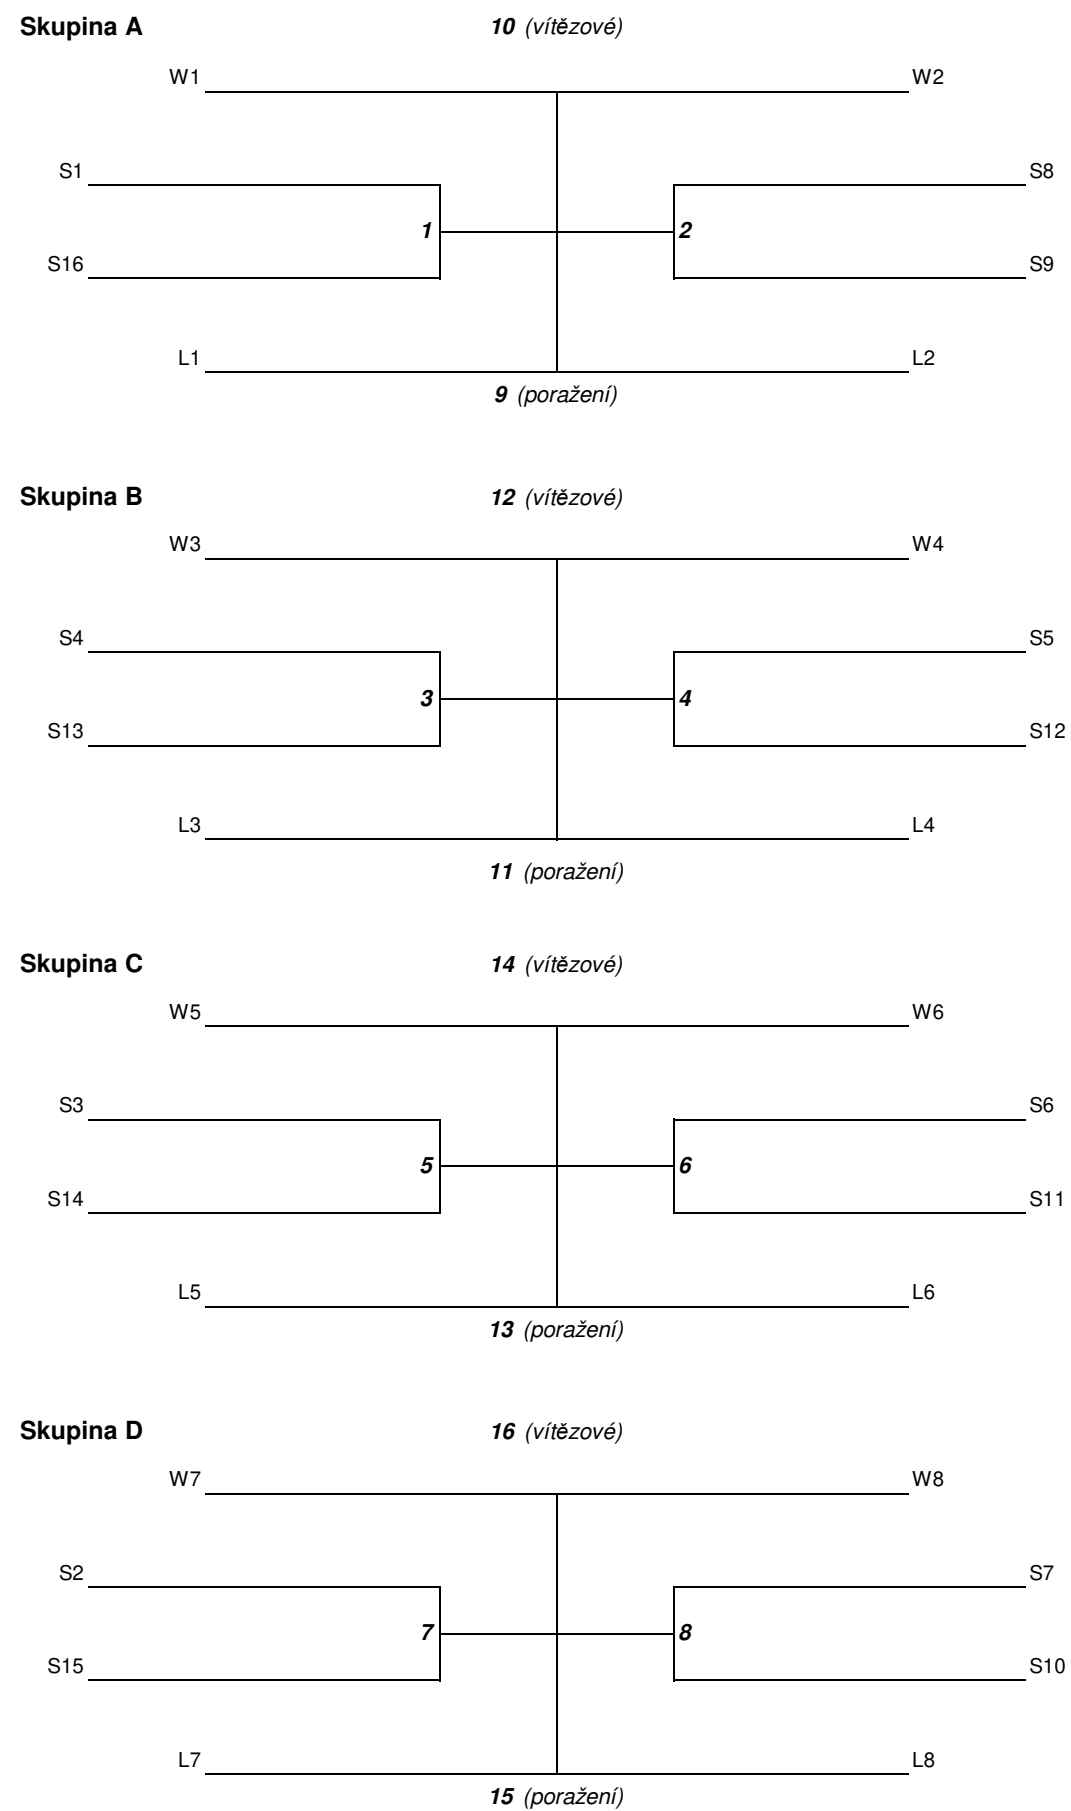 Skupina A 10 (vítězové)
W1 W2
S1 S8
1 2
S16 S9
L1 L2
9 (poražení)
Skupina B 12 (vítězové)
W3 W4
S4 S5
3 4
S13 S12
L3 L4
11 (poražení)
Skupina C 14 (vítězové)
W5 W6
S3 S6
5 6
S14 S11
L5 L6
13 (poražení)
Skupina D 16 (vítězové)
W7 W8
S2 S7
7 8
S15 S10
L7 L8
15 (poražení)